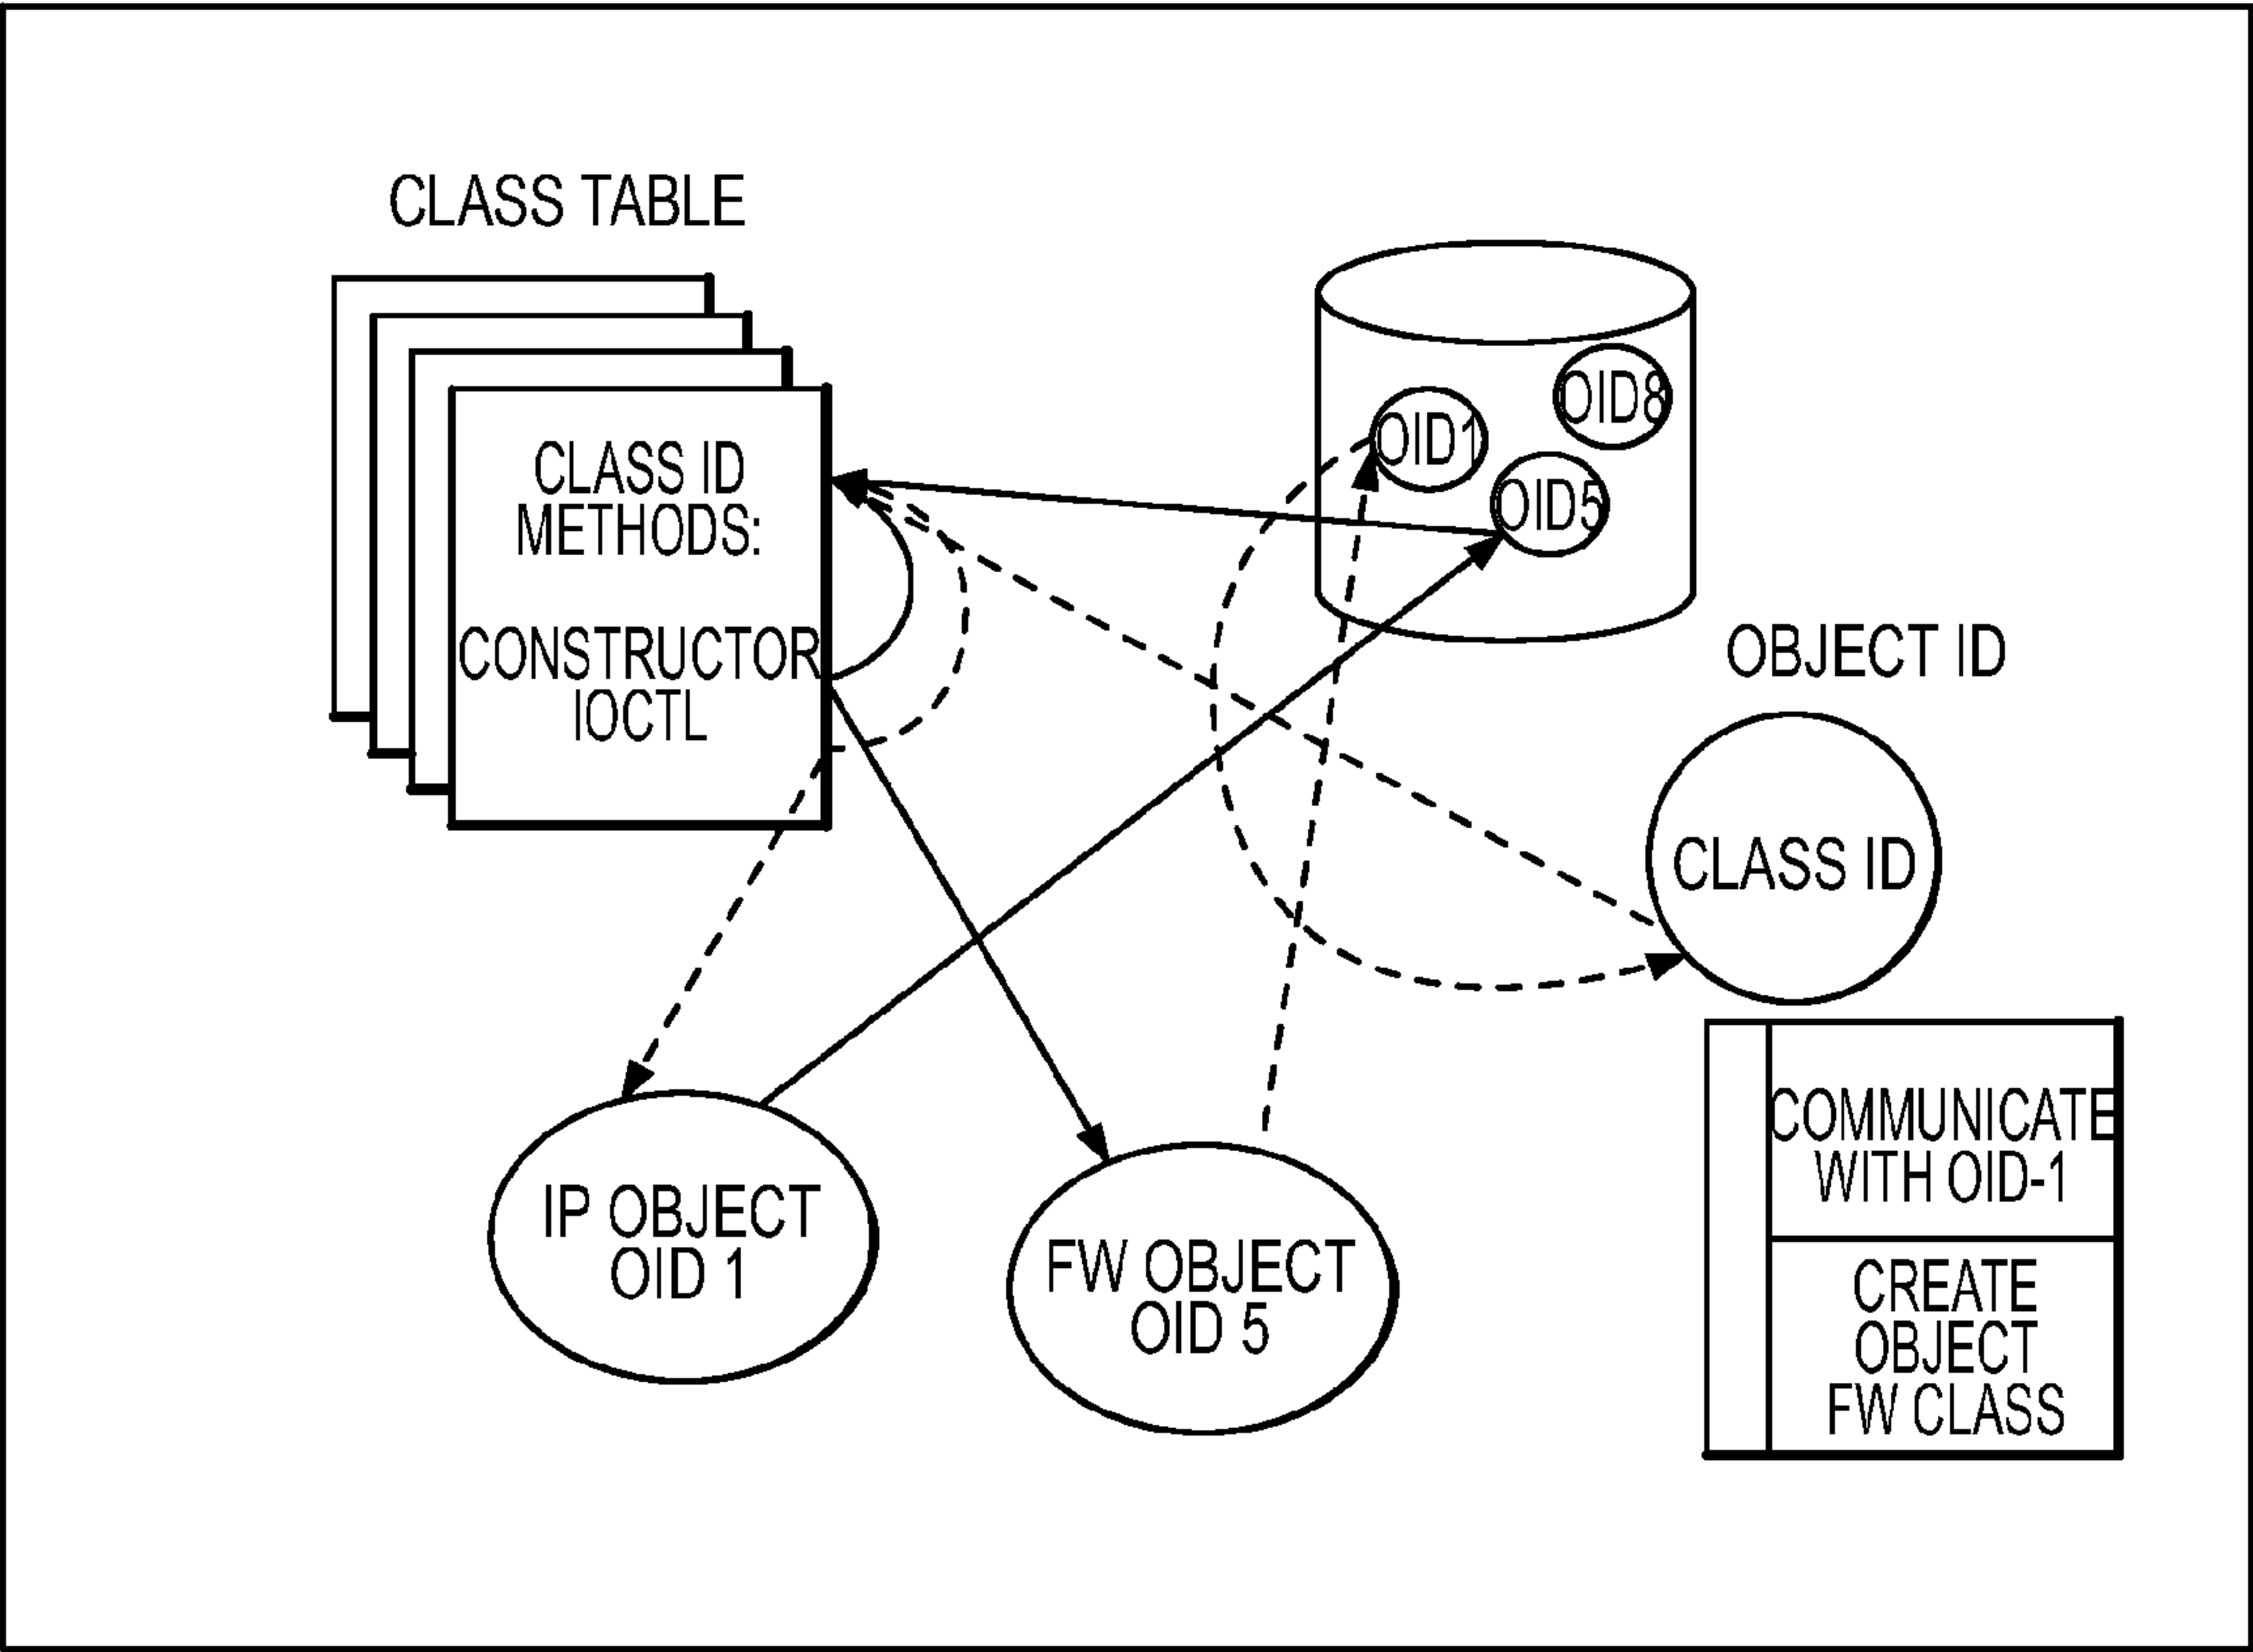 CLASS TABLE
CLASS ID
METHODS:
CONSTRUCTOR
IOCTL
OID8
OID1
OID5
OBJECT ID
CLASS ID
COMMUNICATE
WITH OID-1
CREATE
OBJECT
FW CLASS
IP OBJECT
OID 1
FW OBJECT
OID 5